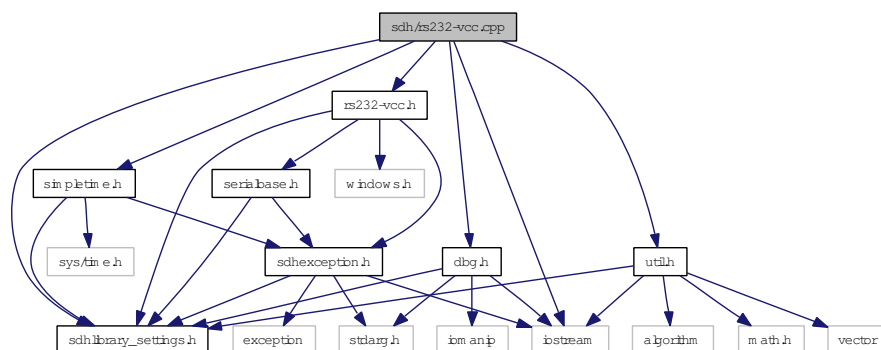 sdh/rs232-vcc.cpp
rs232-vcc.h
simpletime.h
serialbase.h
windows.h
sys/time.h
sdhexception.h
dbg.h
util.h
sdhlibrary_settings.h
exception
stdarg.h
iomanip
iostream
algorithm
math.h
vector